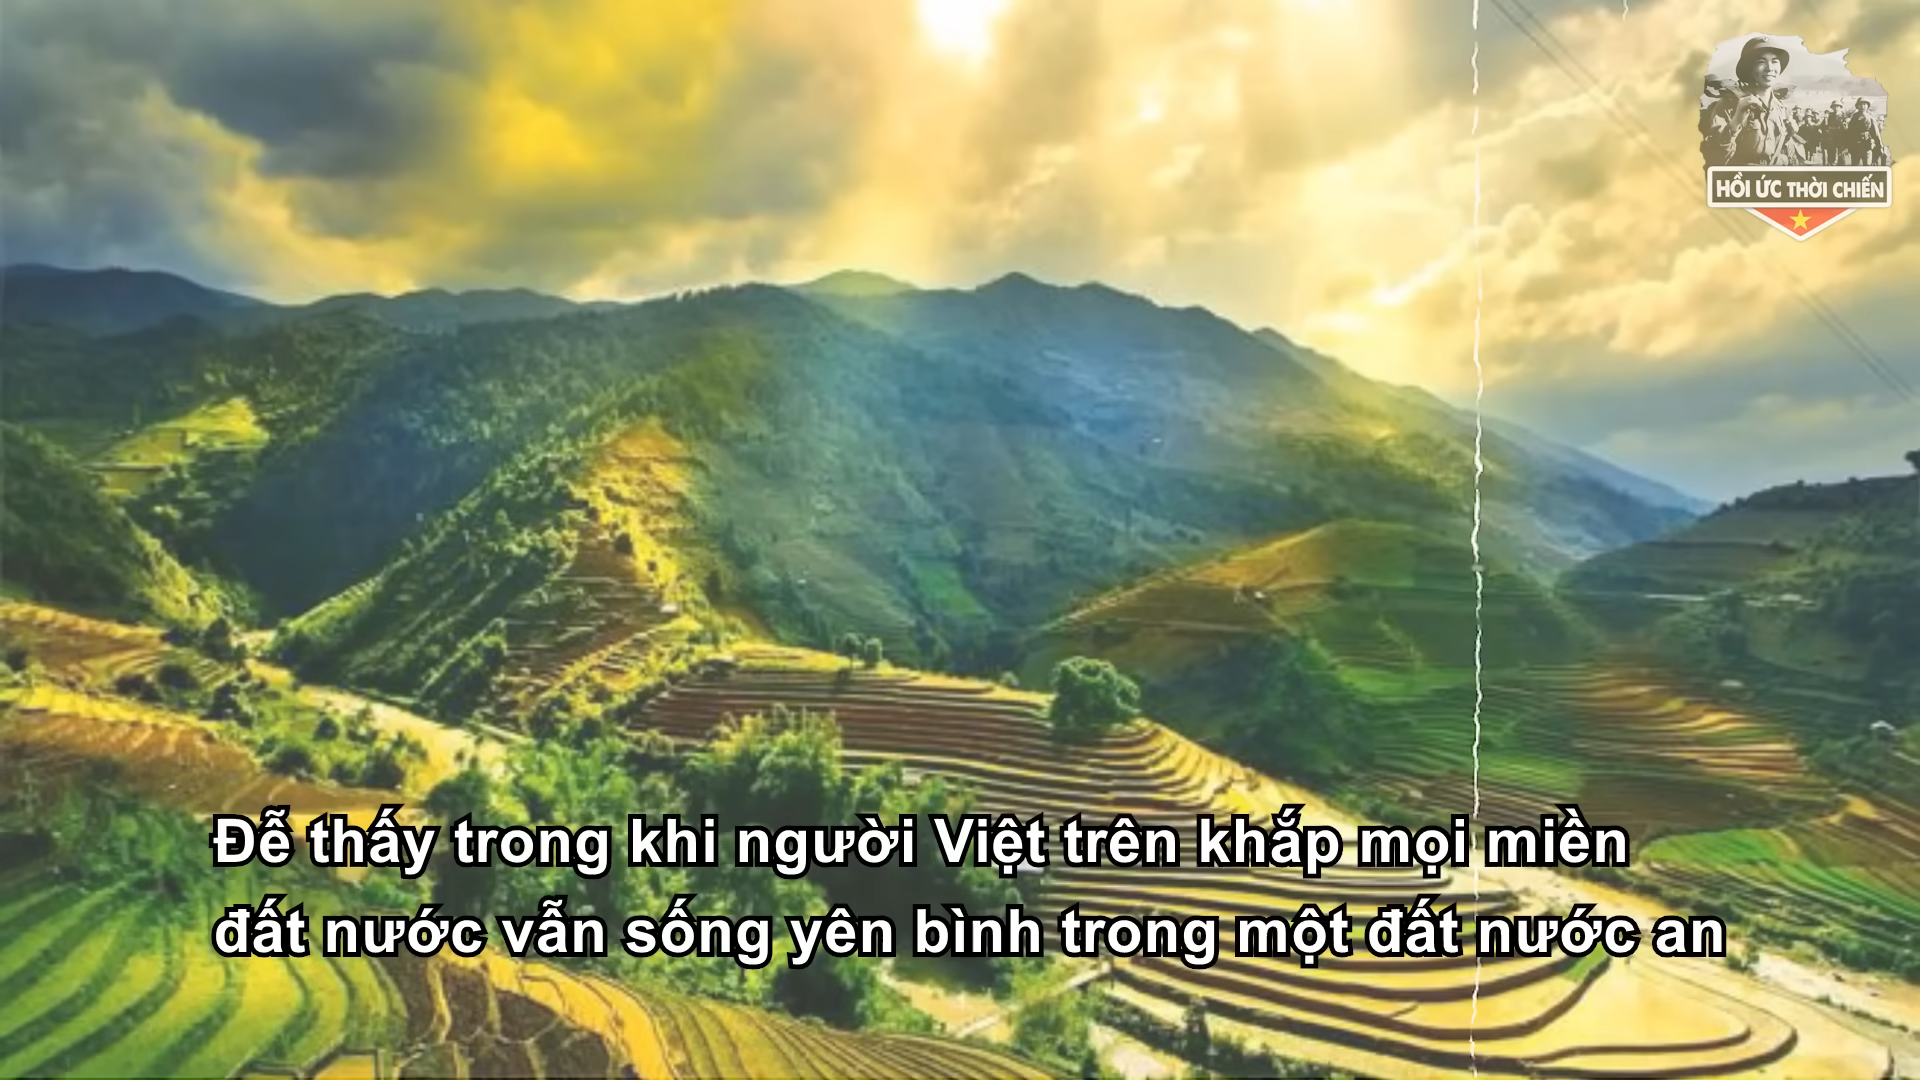 HỒI ỨC THỜI CHIẾN
Đễ thấy trong khi người Việt trên khắp mọi miền
đất nước vẫn sống yên bình trong một đất nước an